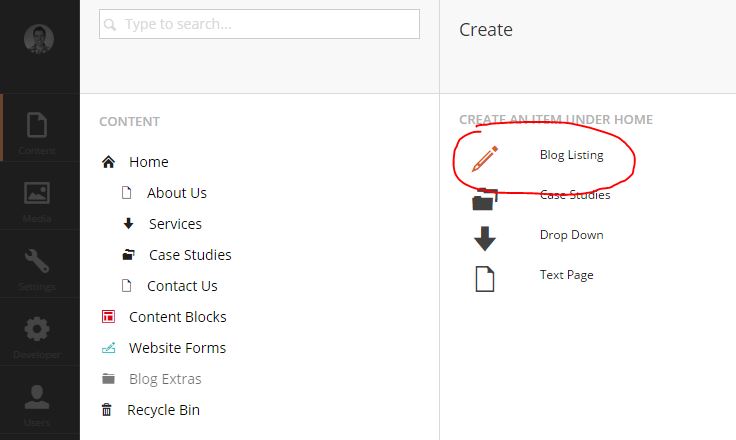 Content
Media
Settings
Developer
Users
Type to search...
CONTENT
Home
About Us
Services
Case Studies
Contact Us
Content Blocks
Website Forms
Blog Extras
Recycle Bin
Create
CREATE AN ITEM UNDER HOME
Blog Listing
Case Studies
Drop Down
Text Page